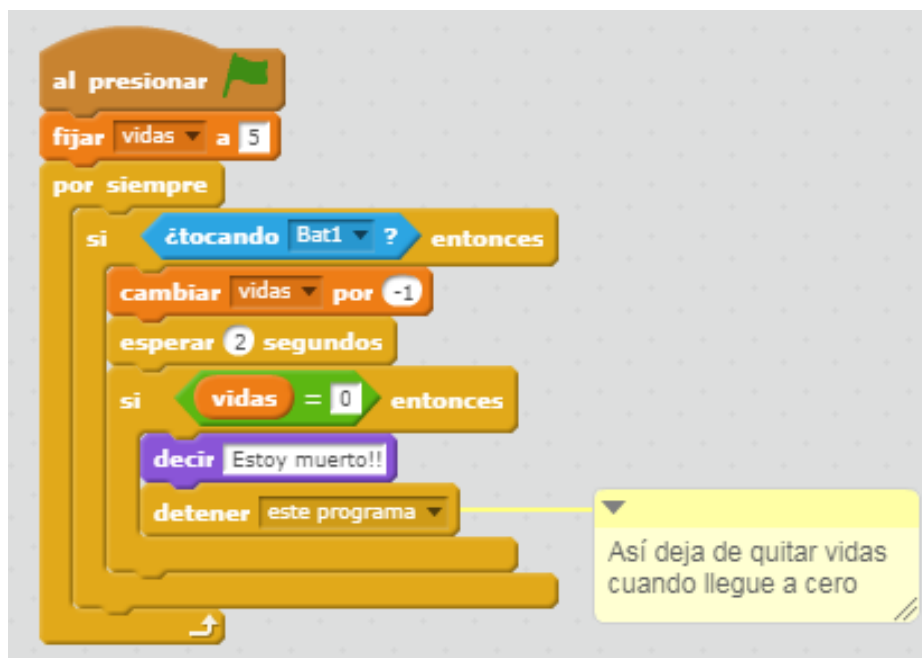 al presionar
fijar vidas a 5
por siempre
si ¿tocando Bat1 ? entonces
cambiar vidas por -1
esperar 2 segundos
si vidas = 0 entonces
decir Estoy muerto!!
detener este programa
Así deja de quitar vidas
cuando llegue a cero